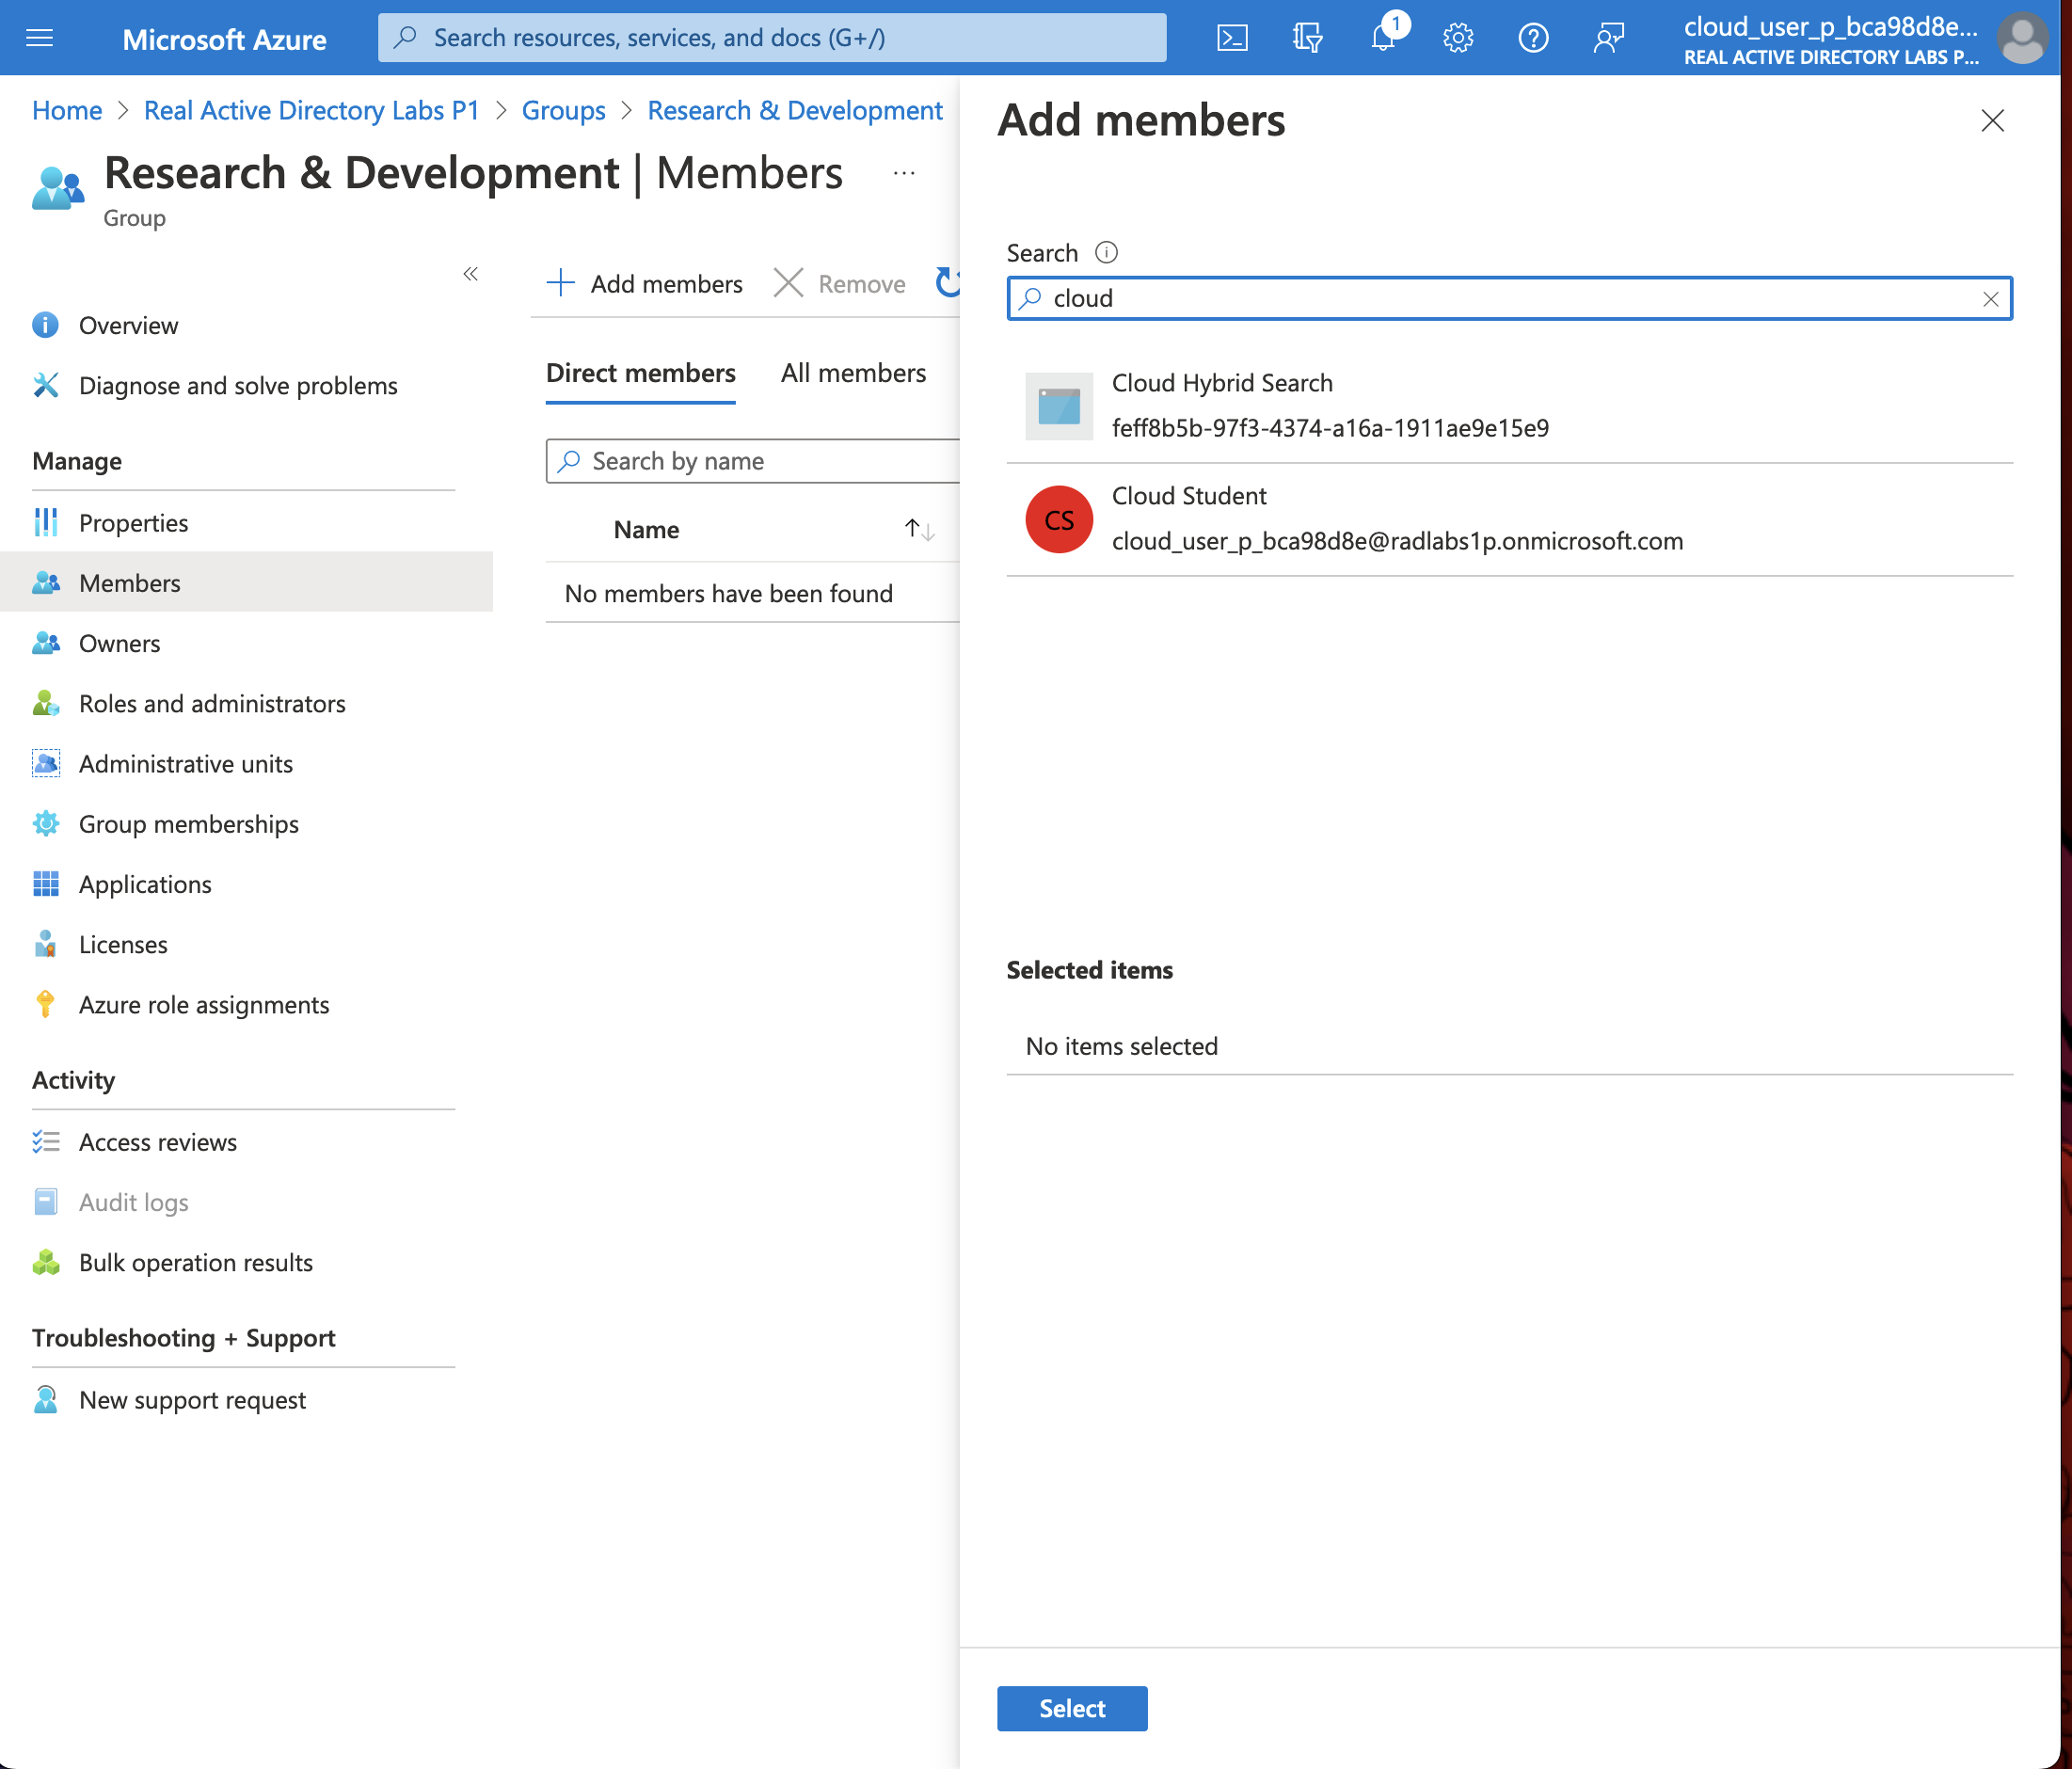 Microsoft Azure
Search resources, services, and docs (G+/)
1
cloud_user_p_bca98d8e...
REAL ACTIVE DIRECTORY LABS P...
Home > Real Active Directory Labs P1 > Groups > Research & Development
Research & Development | Members ...
Group
«
Overview
Diagnose and solve problems
Manage
Properties
Members
Owners
Roles and administrators
Administrative units
Group memberships
Applications
Licenses
Azure role assignments
Activity
Access reviews
Audit logs
Bulk operation results
Troubleshooting + Support
New support request
Add members
Remove
Direct members
All members
Search by name
Name
No members have been found
Add members
Search
cloud
Cloud Hybrid Search
feff8b5b-97f3-4374-a16a-1911ae9e15e9
CS
Cloud Student
cloud_user_p_bca98d8e@radlabs1p.onmicrosoft.com
Selected items
No items selected
Select